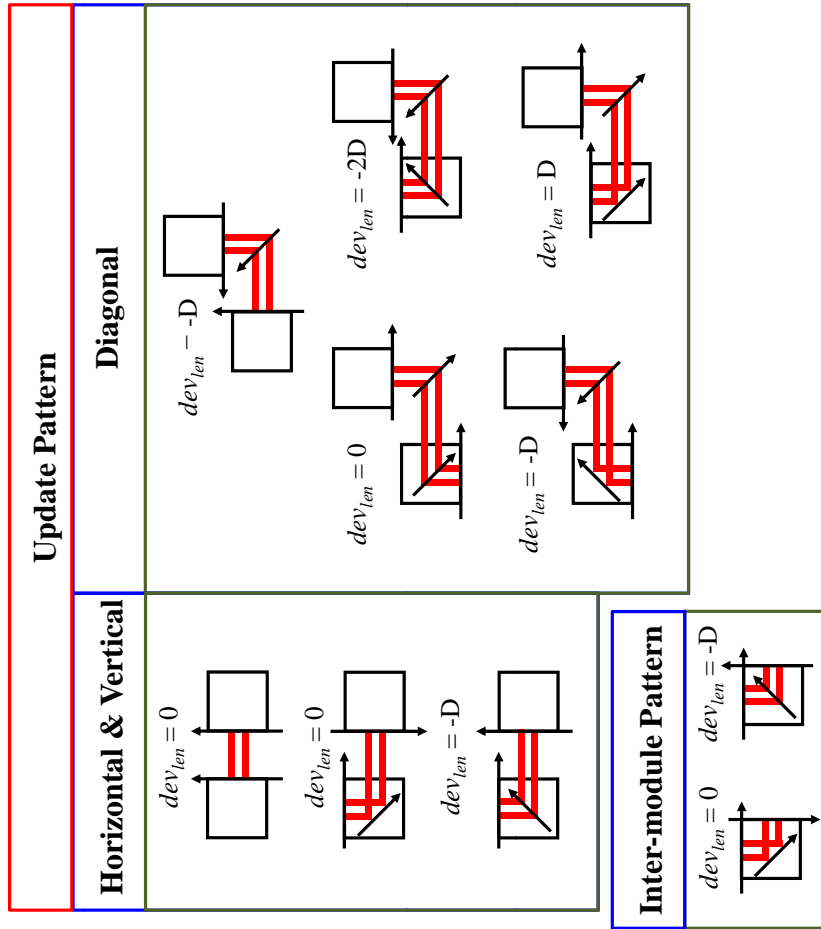 Update Pattern
Horizontal & Vertical
Diagonal
dev_len = 0
dev_len = 0
dev_len = -D
dev_len = -D
dev_len = 0
dev_len = -2D
dev_len = -D
dev_len = D
Inter-module Pattern
dev_len = 0
dev_len = -D